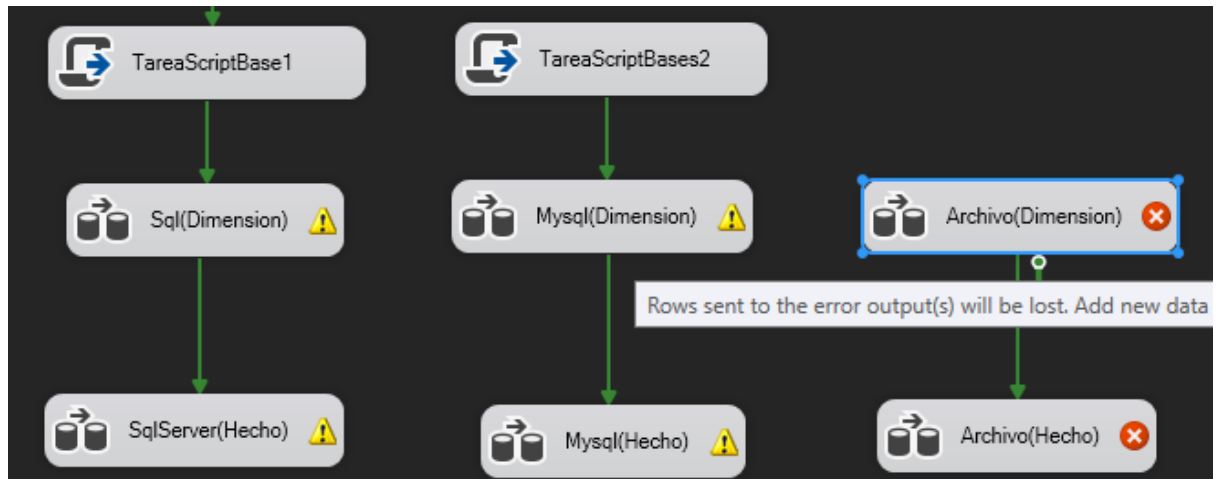 TareaScriptBase1
TareaScriptBases2
Sql(Dimension)
Mysql(Dimension)
Archivo(Dimension)
Rows sent to the error output(s) will be lost. Add new data
SqlServer(Hecho)
Mysql(Hecho)
Archivo(Hecho)